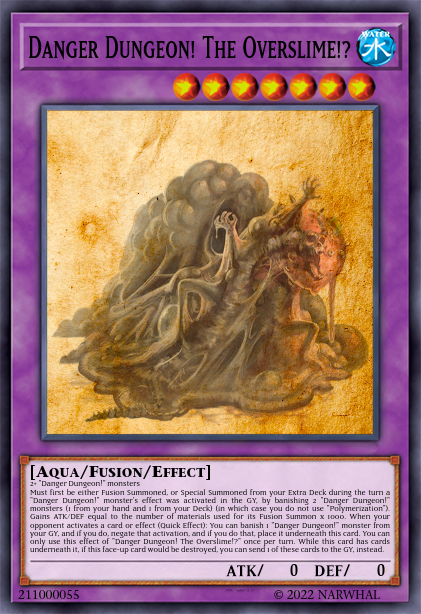 DANGER DUNGEON! THE OVERSLIME!?
WATER
水
[AQUA/FUSION/EFFECT]
2+ "Danger Dungeon!" monsters
Must first be either Fusion Summoned, or Special Summoned from your Extra Deck during the turn a
"Danger Dungeon!" monster's effect was activated in the GY, by banishing 2 "Danger Dungeon!"
monsters (1 from your hand and 1 from your Deck) (in which case you do not use "Polymerization").
Gains ATK/DEF equal to the number of materials used for its Fusion Summon x 1000. When your
opponent activates a card or effect (Quick Effect): You can banish 1 "Danger Dungeon!" monster from
your GY, and if you do, negate that activation, and if you do that, place it underneath this card. You can
only use this effect of "Danger Dungeon! The Overslime!?" once per turn. While this card has cards
underneath it, if this face-up card would be destroyed, you can send 1 of these cards to the GY, instead.
ATK/ 0 DEF/ 0
211000055
© 2022 NARWHAL